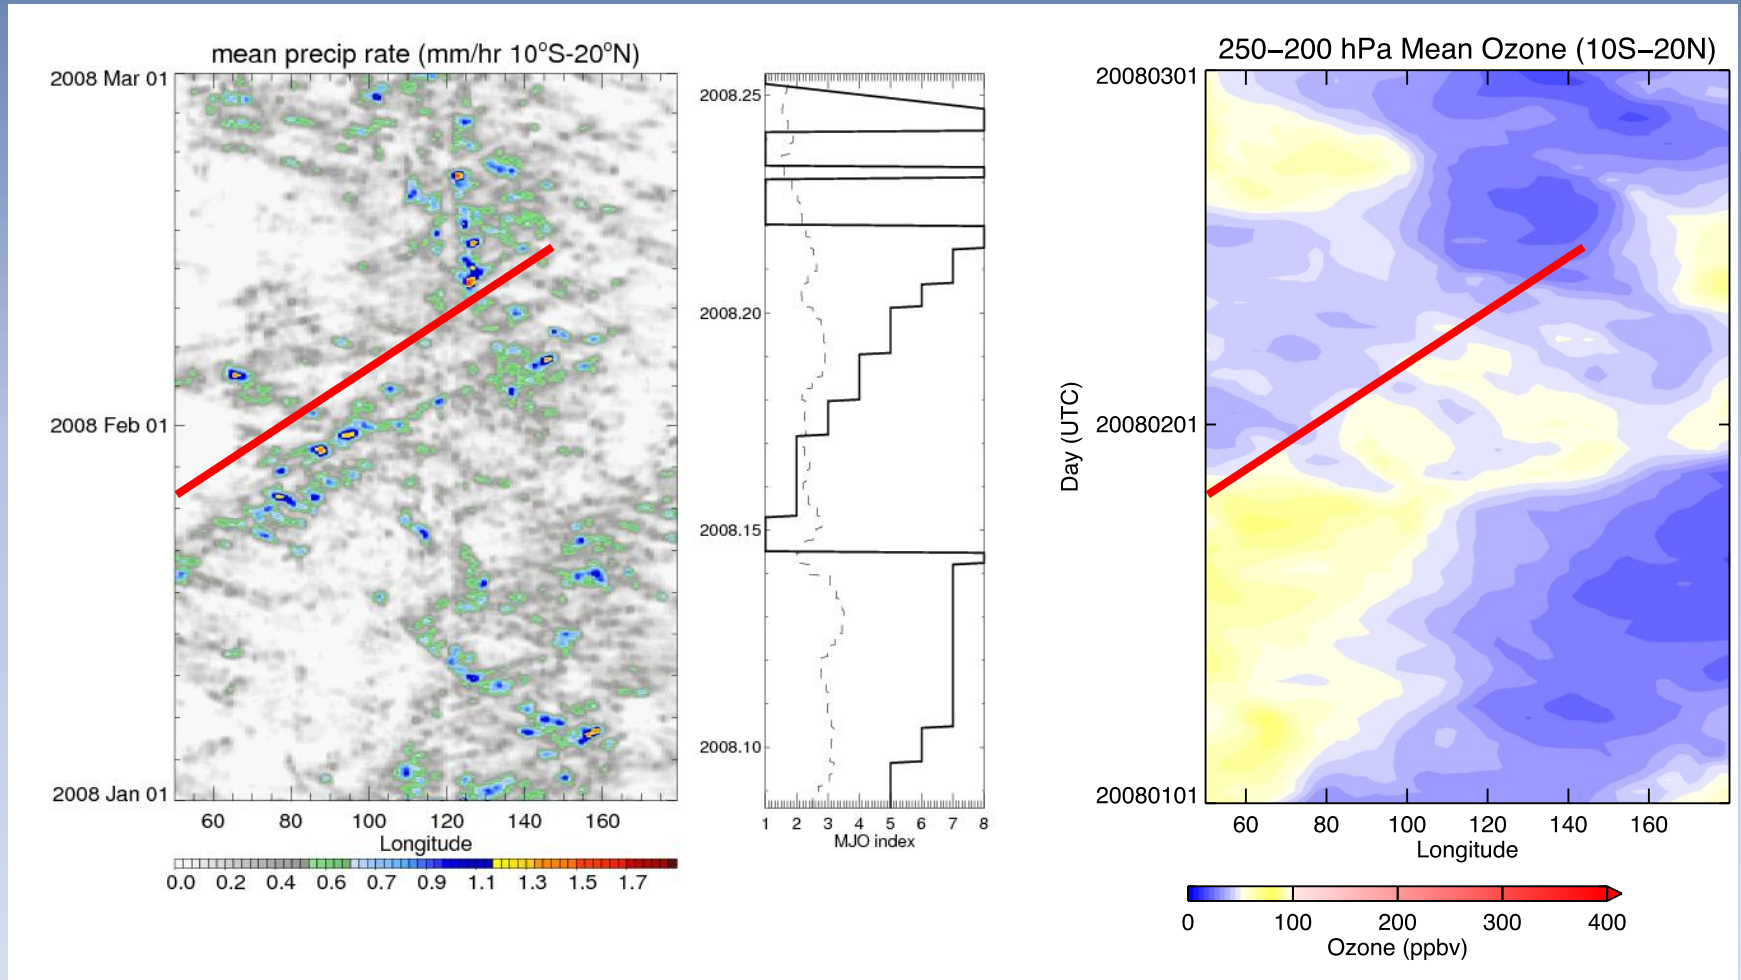 mean precip rate (mm/hr 10°S-20°N)
2008 Mar 01
2008 Feb 01
2008 Jan 01
60 80 100 120 140 160
Longitude
0.0 0.2 0.4 0.6 0.7 0.9 1.1 1.3 1.5 1.7
2008.25
2008.20
2008.15
2008.10
1 2 3 4 5 6 7 8
MJO index
250−200 hPa Mean Ozone (10S−20N)
20080301
20080201
20080101
Day (UTC)
60 80 100 120 140 160
Longitude
0 100 200 300 400
Ozone (ppbv)